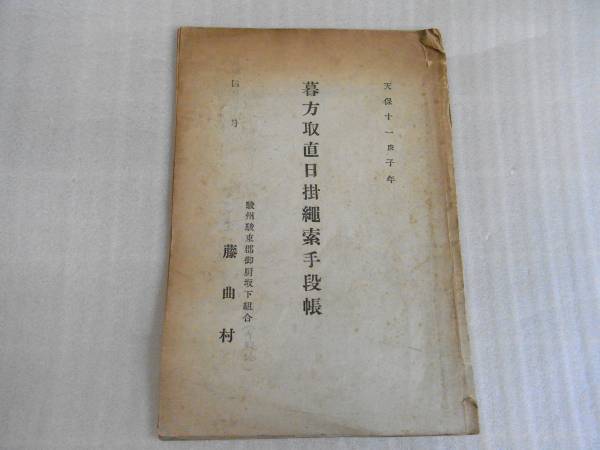 天保十一庚子年
暮方取直日掛繩索手段帳
駿州駿東郡御厨坂下組合
藤曲村